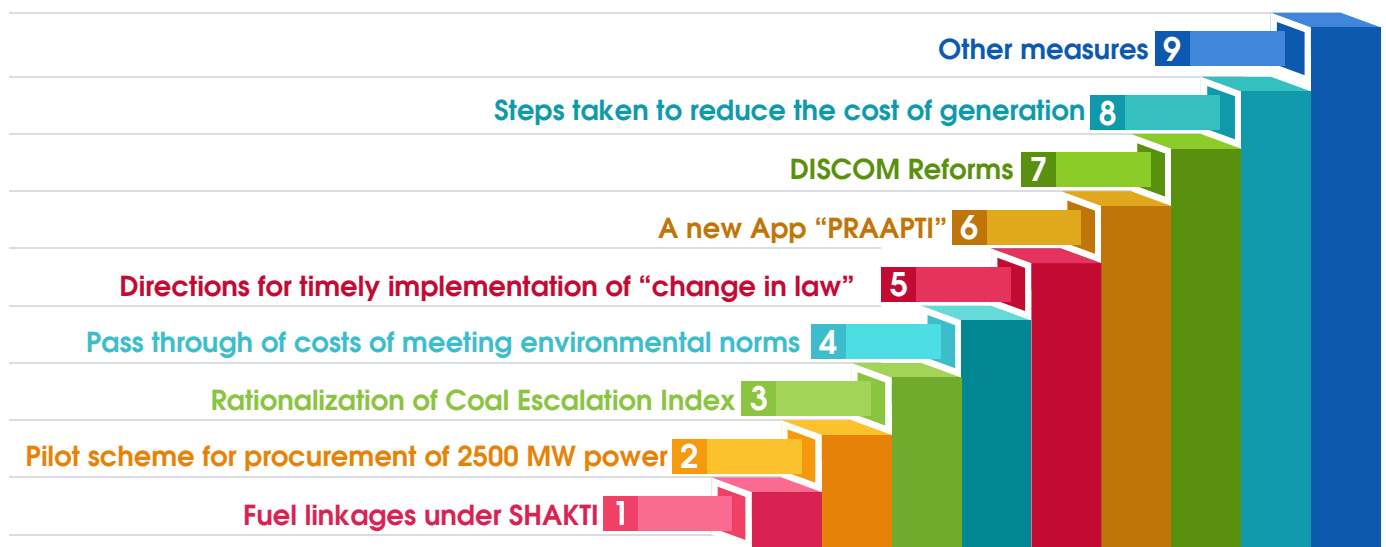 Other measures 9
Steps taken to reduce the cost of generation 8
DISCOM Reforms 7
A new App “PRAAPTI” 6
Directions for timely implementation of “change in law” 5
Pass through of costs of meeting environmental norms 4
Rationalization of Coal Escalation Index 3
Pilot scheme for procurement of 2500 MW power 2
Fuel linkages under SHAKTI 1